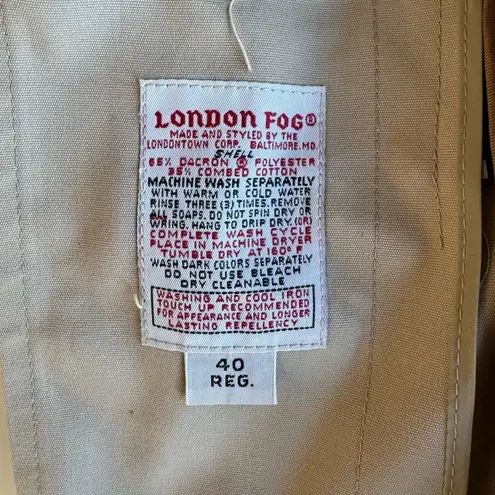 LONDON FOG®
MADE AND STYLED BY THE
LONDONTOWN CORP. BALTIMORE, MD.
SHELL
65% DACRON ® POLYESTER
35% COMBED COTTON
MACHINE WASH SEPARATELY
WITH WARM OR COLD WATER
RINSE THREE (3) TIMES. REMOVE
ALL SOAPS. DO NOT SPIN DRY OR
WRING. HANG TO DRIP DRY. (OR)
COMPLETE WASH CYCLE
PLACE IN MACHINE DRYER
TUMBLE DRY AT 160° F
WASH DARK COLORS SEPARATELY
DO NOT USE BLEACH
DRY CLEANABLE
WASHING AND COOL IRON
TOUCH UP RECOMMENDED
FOR APPEARANCE AND LONGER
LASTING REPELLENCY
40
REG.